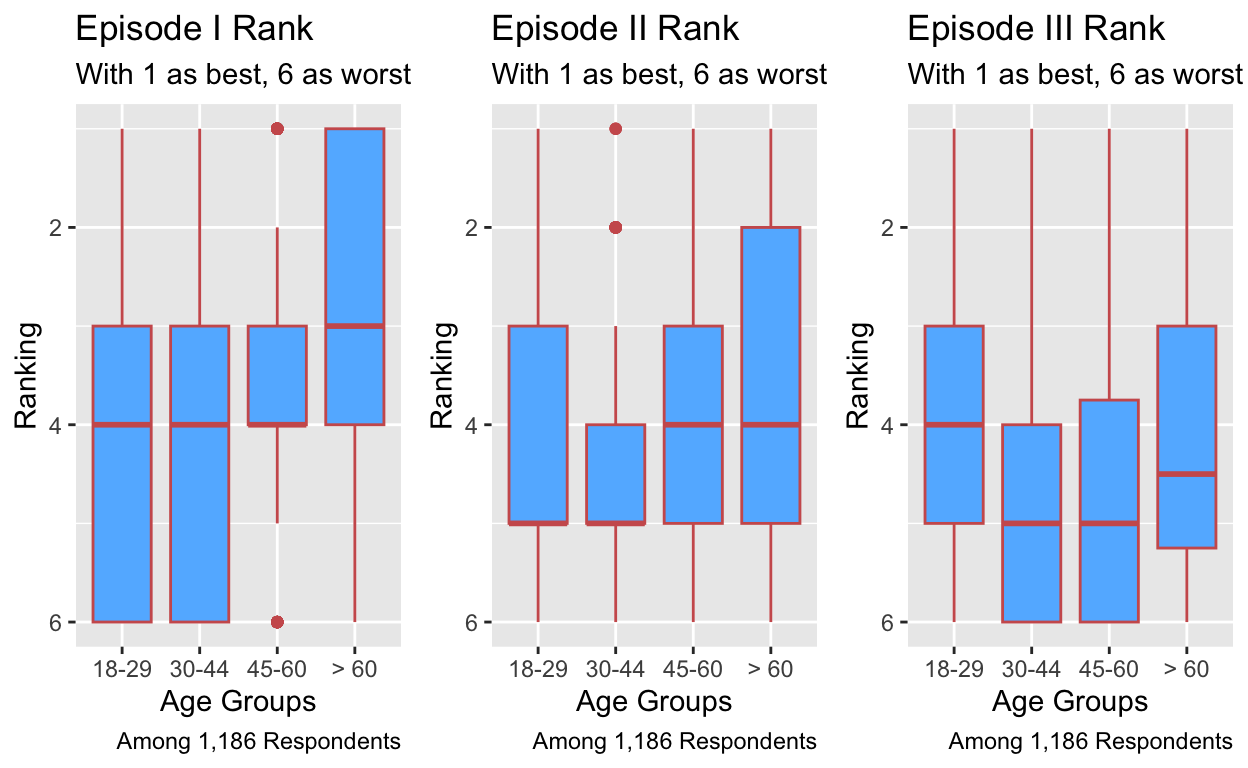 Episode I Rank
With 1 as best, 6 as worst
Ranking
2
4
6
18-29 30-44 45-60 > 60
Age Groups
Among 1,186 Respondents
Episode II Rank
With 1 as best, 6 as worst
Ranking
2
4
6
18-29 30-44 45-60 > 60
Age Groups
Among 1,186 Respondents
Episode III Rank
With 1 as best, 6 as worst
Ranking
2
4
6
18-29 30-44 45-60 > 60
Age Groups
Among 1,186 Respondents